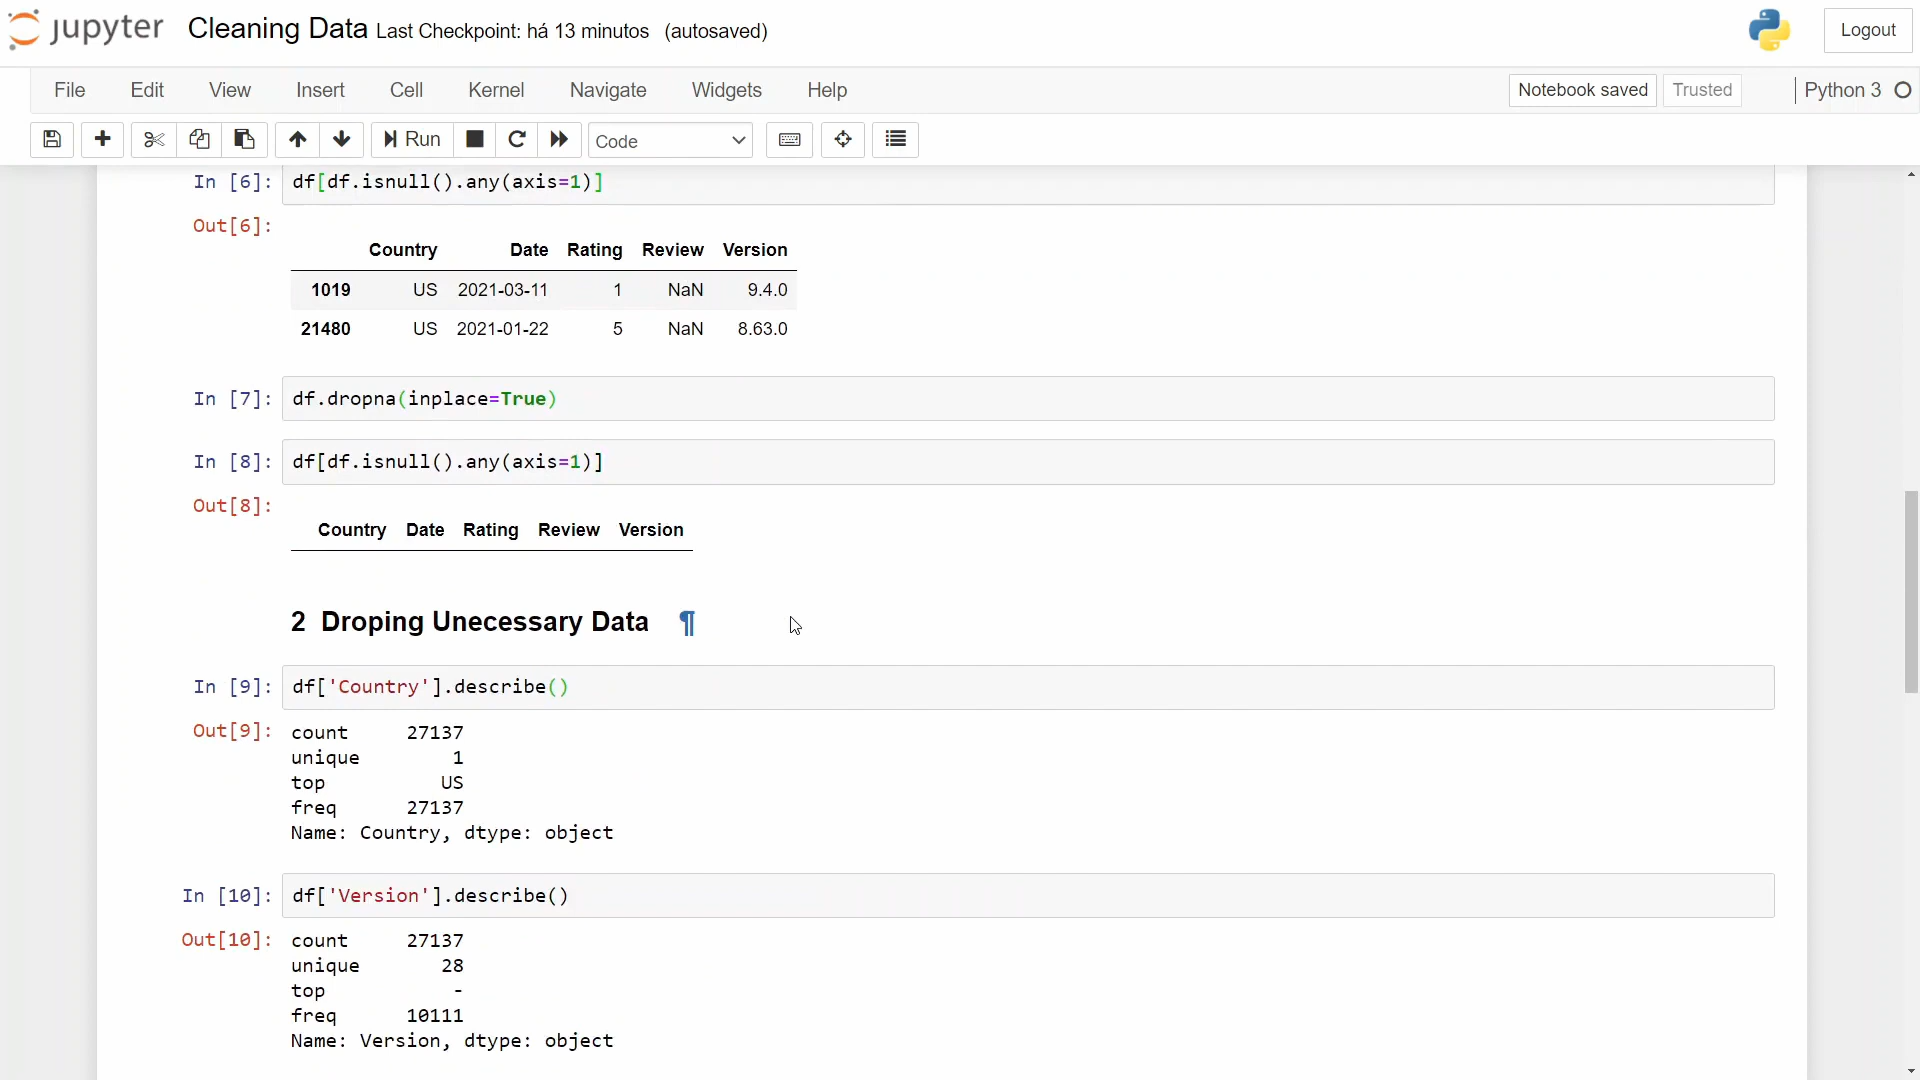 jupyter Cleaning Data Last Checkpoint: há 13 minutos (autosaved) Logout
File Edit View Insert Cell Kernel Navigate Widgets Help Notebook saved Trusted Python 3
Run Code
In [6]: df[df.isnull().any(axis=1)]
Out[6]:
Country Date Rating Review Version
1019 US 2021-03-11 1 NaN 9.4.0
21480 US 2021-01-22 5 NaN 8.63.0
In [7]: df.dropna(inplace=True)
In [8]: df[df.isnull().any(axis=1)]
Out[8]:
Country Date Rating Review Version
2 Droping Unecessary Data ¶
In [9]: df['Country'].describe()
Out[9]: count 27137
unique 1
top US
freq 27137
Name: Country, dtype: object
In [10]: df['Version'].describe()
Out[10]: count 27137
unique 28
top -
freq 10111
Name: Version, dtype: object